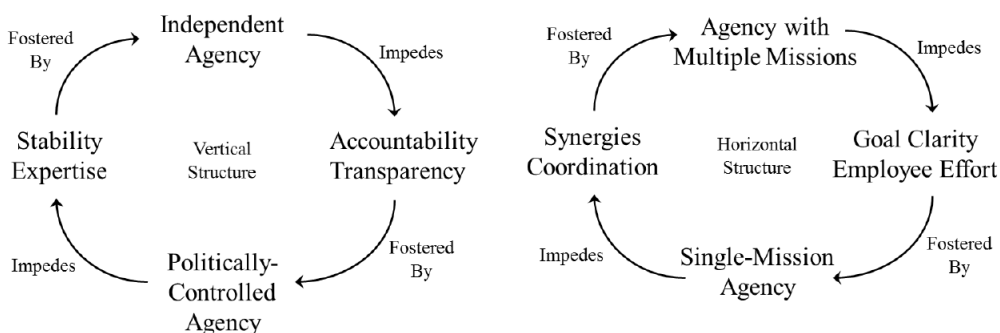 Independent
Agency
Fostered
By
Impedes
Stability
Expertise
Vertical
Structure
Accountability
Transparency
Impedes
Fostered
By
Politically-
Controlled
Agency
Agency with
Multiple Missions
Fostered
By
Impedes
Synergies
Coordination
Horizontal
Structure
Goal Clarity
Employee Effort
Impedes
Fostered
By
Single-Mission
Agency